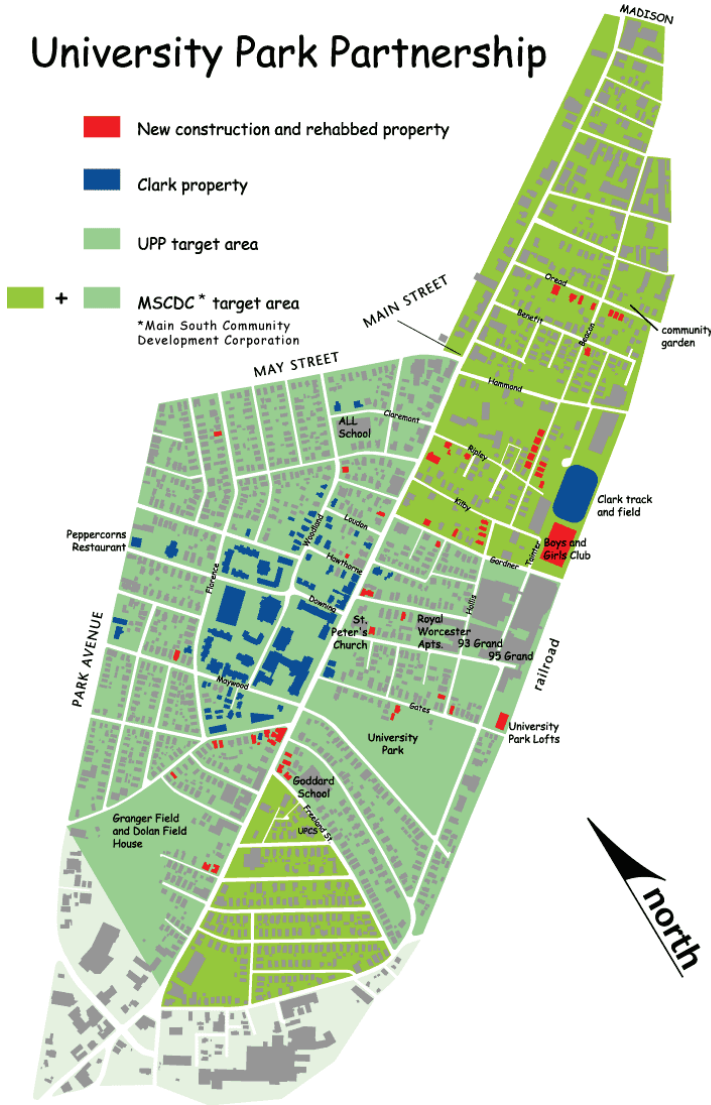 MADISON
University Park Partnership
New construction and rehabbed property
Clark property
UPP target area
+
MSCDC* target area
*Main South Community
Development Corporation
MAIN STREET
Oread
Benefit
Beacon
community
garden
MAY STREET
Hammond
Claremont
ALL
School
Ripley
Clark track
and field
Kilby
Loudon
Woodland
Peppercorns
Restaurant
Hawthorne
Boys and
Girls Club
Tainter
Gardner
Florence
Downing
Hollis
St.
Peter's
Church
Royal
Worcester
Apts.
93 Grand
95 Grand
PARK AVENUE
railroad
Maywood
Gates
University
Park
University
Park Lofts
Goddard
School
Granger Field
and Dolan Field
House
Freeland St
UPCS
north